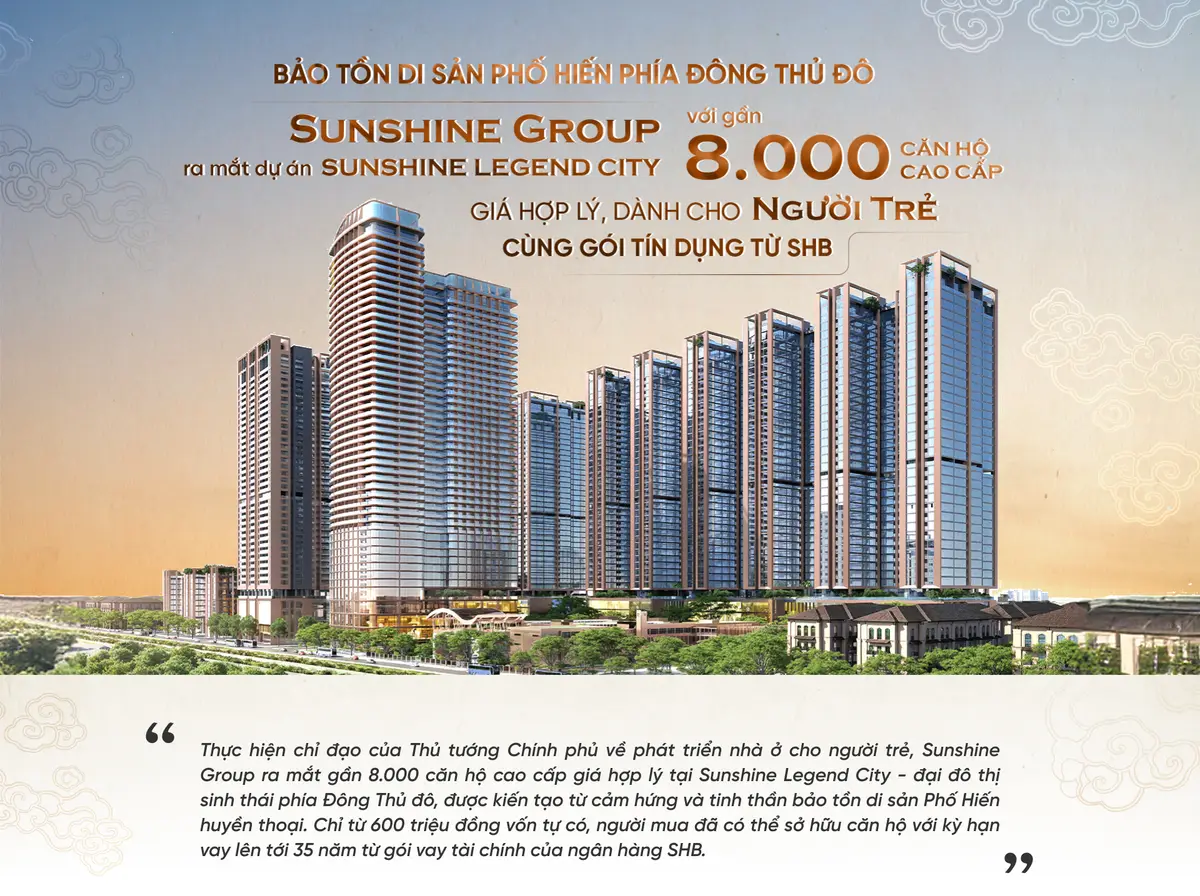 BẢO TỒN DI SẢN PHỐ HIẾN PHÍA ĐÔNG THỦ ĐÔ
SUNSHINE GROUP
ra mắt dự án SUNSHINE LEGEND CITY
với gần
8.000 CĂN HỘ
CAO CẤP
GIÁ HỢP LÝ, DÀNH CHO NGƯỜI TRẺ
CÙNG GÓI TÍN DỤNG TỪ SHB
“
Thực hiện chỉ đạo của Thủ tướng Chính phủ về phát triển nhà ở cho người trẻ, Sunshine
Group ra mắt gần 8.000 căn hộ cao cấp giá hợp lý tại Sunshine Legend City - đại đô thị
sinh thái phía Đông Thủ đô, được kiến tạo từ cảm hứng và tinh thần bảo tồn di sản Phố Hiến
huyền thoại. Chỉ từ 600 triệu đồng vốn tự có, người mua đã có thể sở hữu căn hộ với kỳ hạn
vay lên tới 35 năm từ gói vay tài chính của ngân hàng SHB.
”